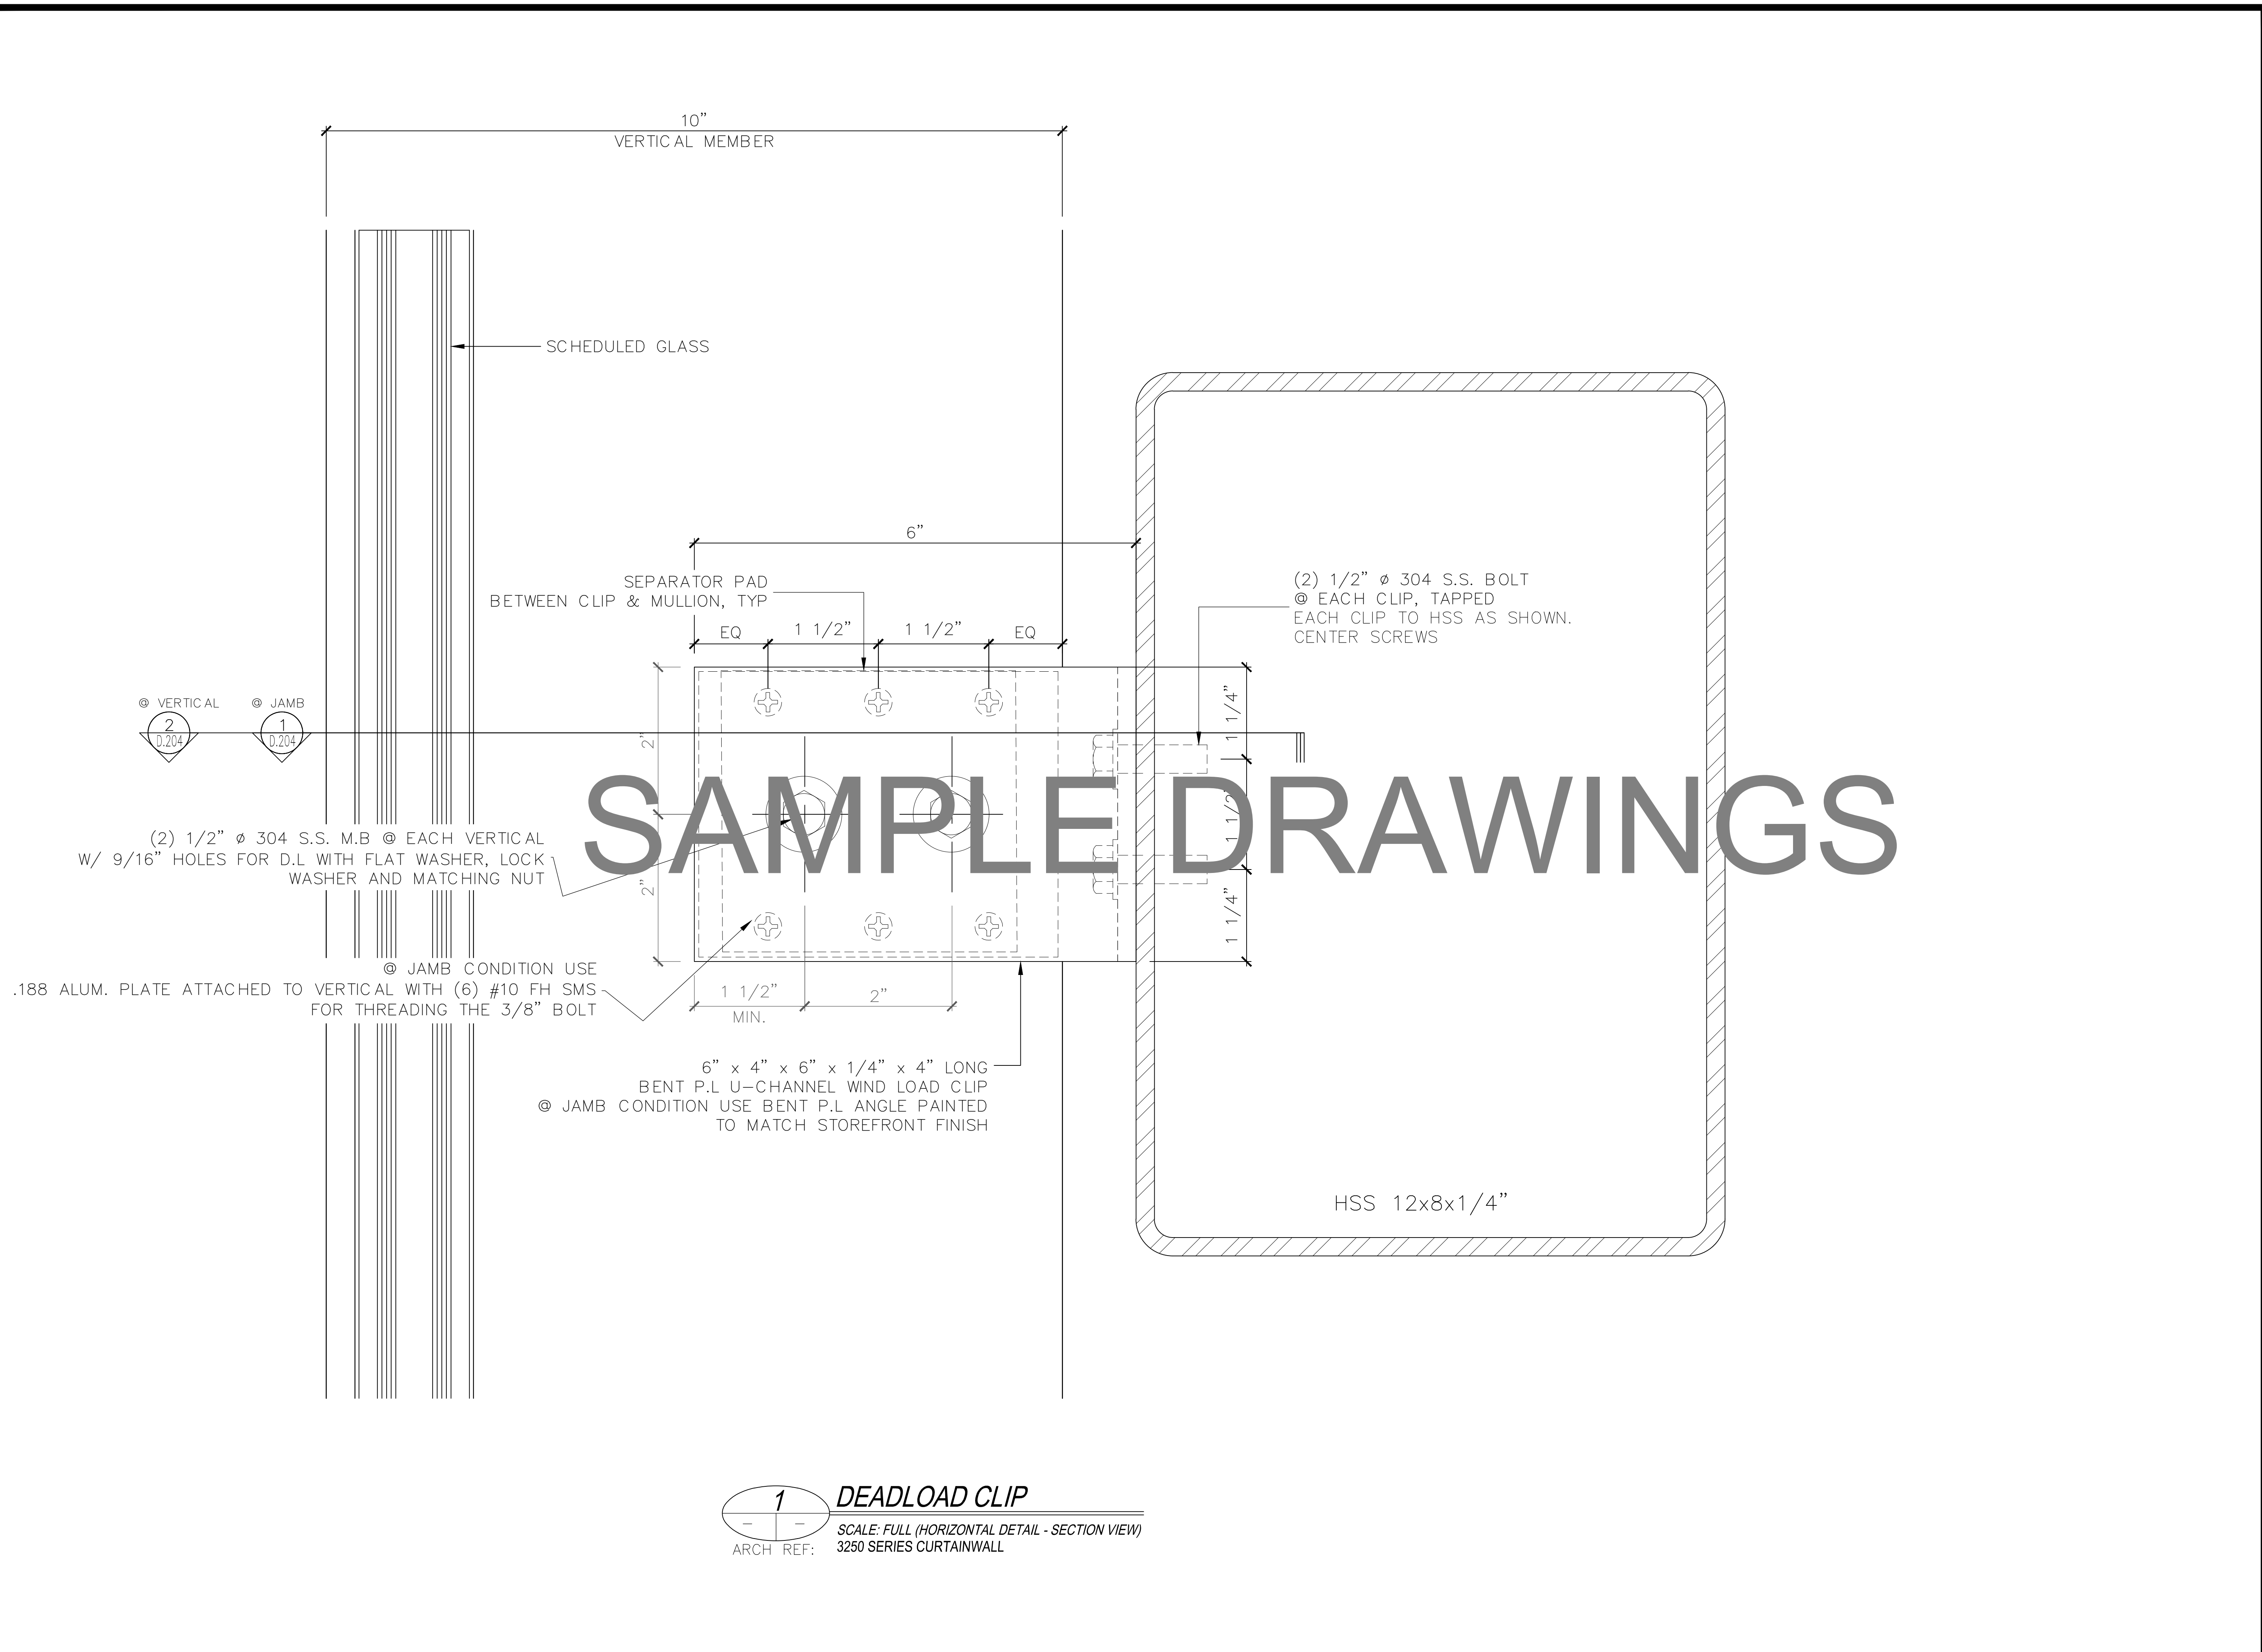 10”
VERTICAL MEMBER
SCHEDULED GLASS
6”
SEPARATOR PAD
BETWEEN CLIP & MULLION, TYP
(2) 1/2” ø 304 S.S. BOLT
@ EACH CLIP, TAPPED
EACH CLIP TO HSS AS SHOWN.
CENTER SCREWS
EQ 1 1/2” 1 1/2” EQ
@ VERTICAL @ JAMB
2 1
D.204 D.204
2”
1 1/4”
SAMPLE DRAWINGS
1 1/2”
(2) 1/2” ø 304 S.S. M.B @ EACH VERTICAL
W/ 9/16” HOLES FOR D.L WITH FLAT WASHER, LOCK
WASHER AND MATCHING NUT
2”
1 1/4”
@ JAMB CONDITION USE
.188 ALUM. PLATE ATTACHED TO VERTICAL WITH (6) #10 FH SMS
FOR THREADING THE 3/8” BOLT
1 1/2” 2”
MIN.
6” x 4” x 6” x 1/4” x 4” LONG
BENT P.L U-CHANNEL WIND LOAD CLIP
@ JAMB CONDITION USE BENT P.L ANGLE PAINTED
TO MATCH STOREFRONT FINISH
HSS 12x8x1/4”
1 DEADLOAD CLIP
- -
SCALE: FULL (HORIZONTAL DETAIL - SECTION VIEW)
ARCH REF: 3250 SERIES CURTAINWALL